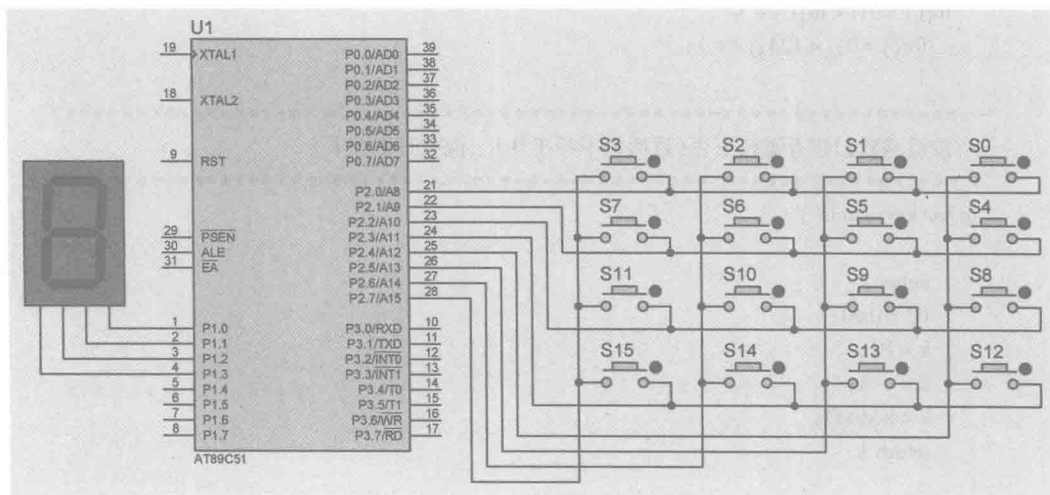 U1
19 XTAL1
18 XTAL2
9 RST
29 PSEN
30 ALE
31 EA
1 P1.0
2 P1.1
3 P1.2
4 P1.3
5 P1.4
6 P1.5
7 P1.6
8 P1.7
P0.0/AD0 39
P0.1/AD1 38
P0.2/AD2 37
P0.3/AD3 36
P0.4/AD4 35
P0.5/AD5 34
P0.6/AD6 33
P0.7/AD7 32
P2.0/A8 21
P2.1/A9 22
P2.2/A10 23
P2.3/A11 24
P2.4/A12 25
P2.5/A13 26
P2.6/A14 27
P2.7/A15 28
P3.0/RXD 10
P3.1/TXD 11
P3.2/INT0 12
P3.3/INT1 13
P3.4/T0 14
P3.5/T1 15
P3.6/WR 16
P3.7/RD 17
AT89C51
S3 S2 S1 S0
S7 S6 S5 S4
S11 S10 S9 S8
S15 S14 S13 S12